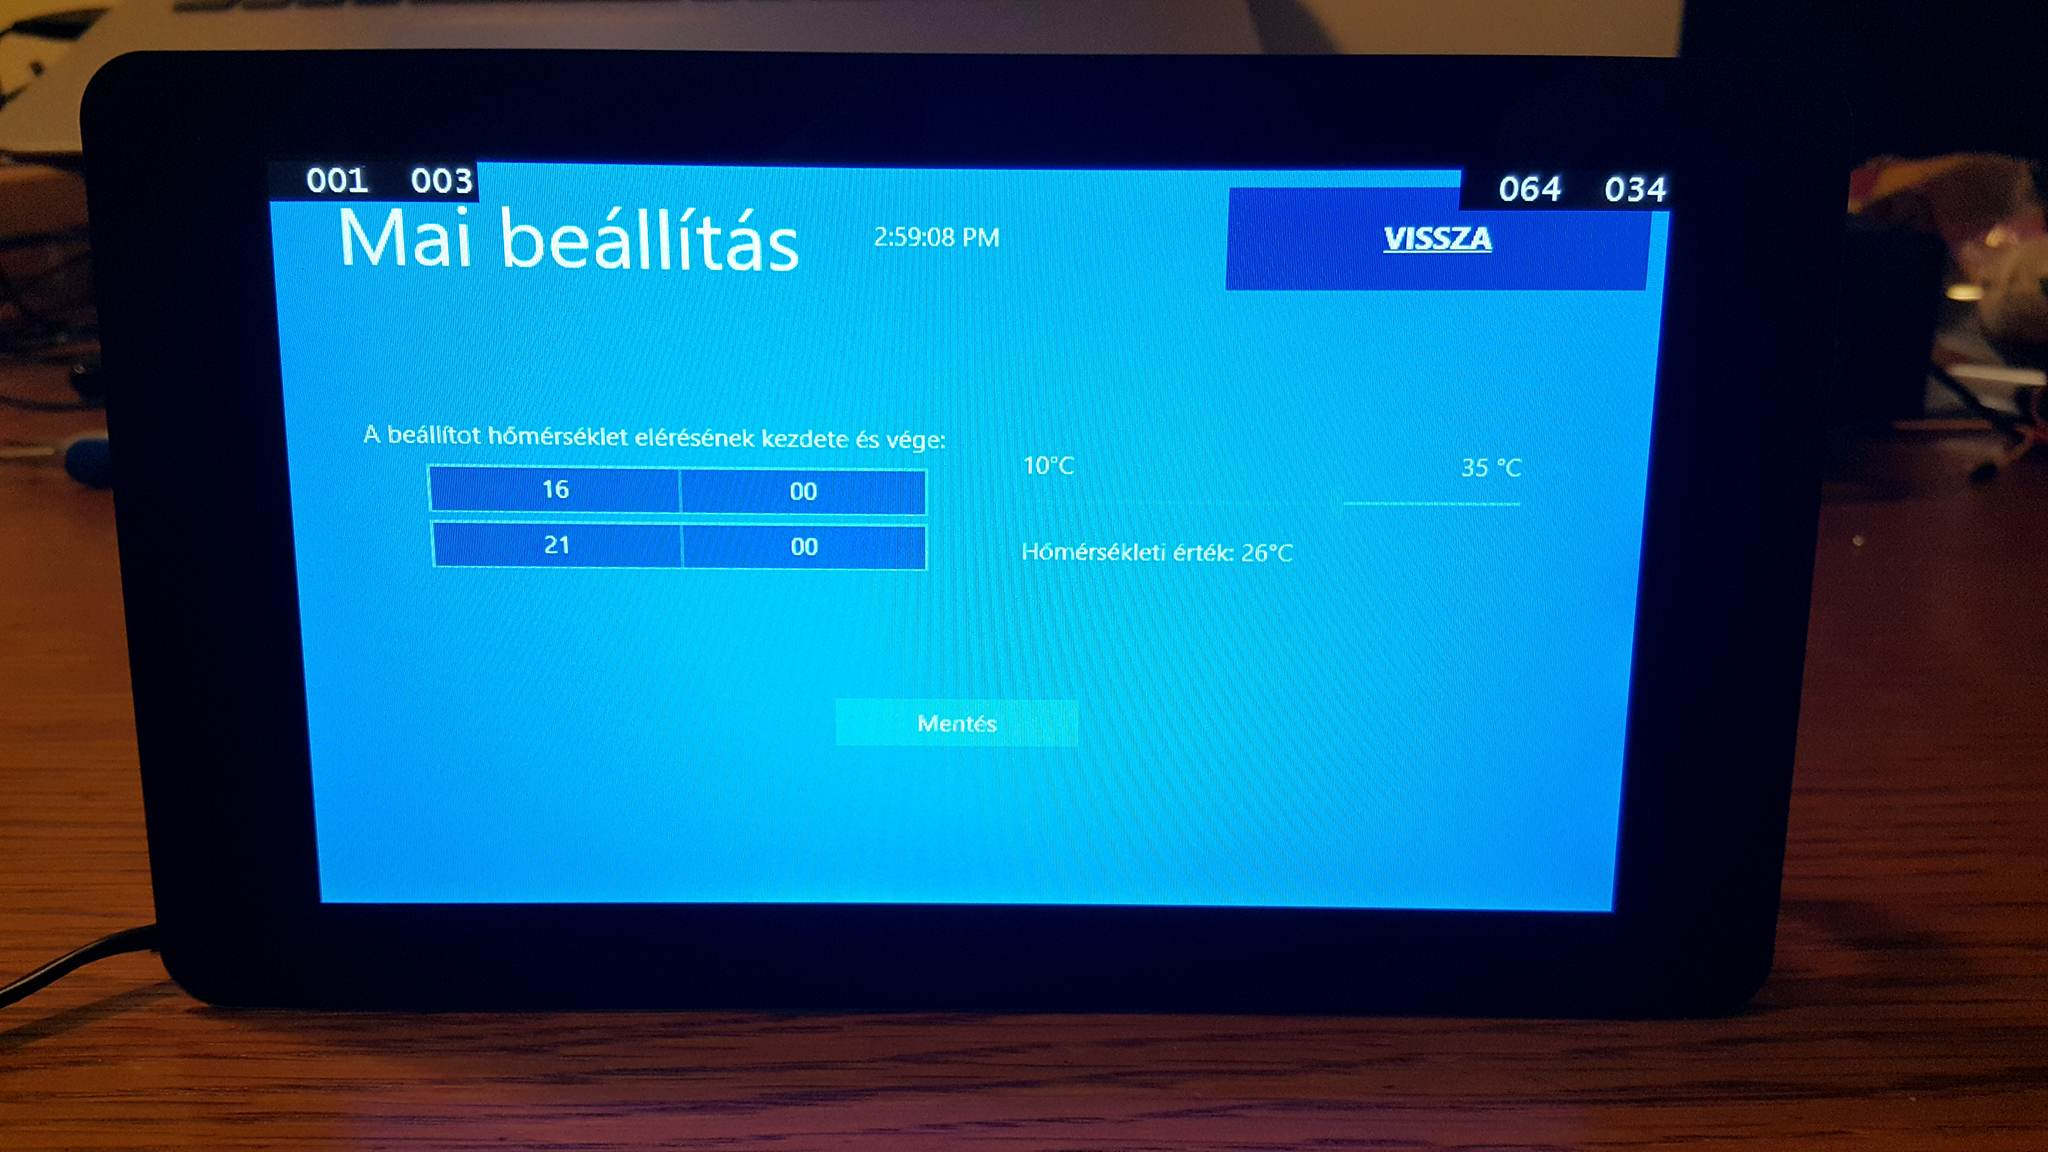 001 003 064 034
Mai beállítás 2:59:08 PM VISSZA
A beállítot hőmérséklet elérésének kezdete és vége:
16 00
21 00
10°C 35 °C
Hőmérsékleti érték: 26°C
Mentés